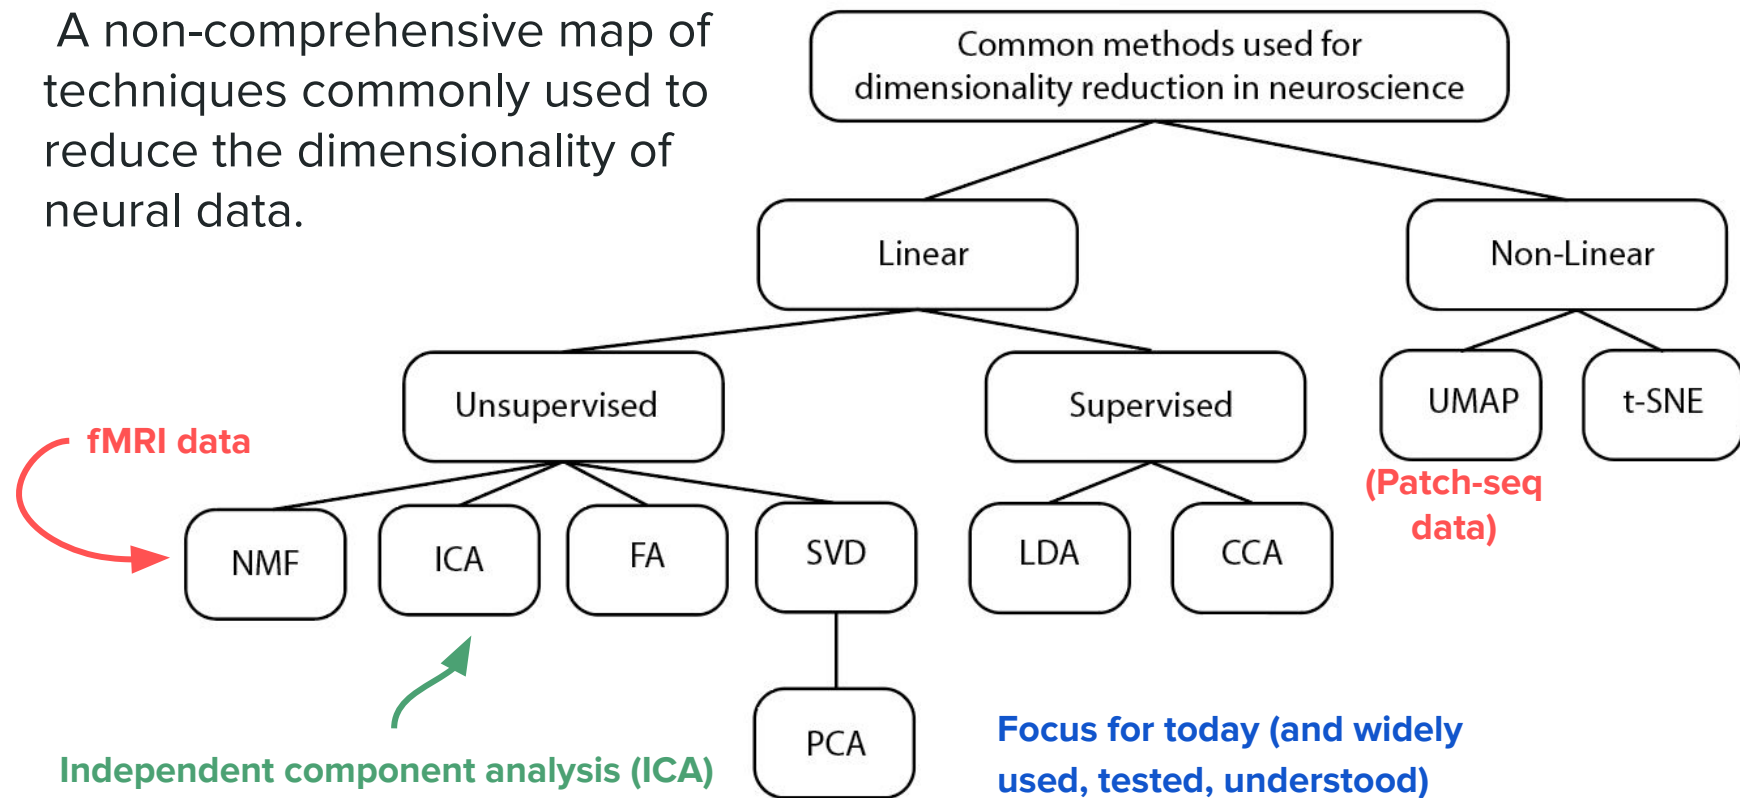 A non-comprehensive map of
techniques commonly used to
reduce the dimensionality of
neural data.
Common methods used for
dimensionality reduction in neuroscience
Linear
Non-Linear
Unsupervised
Supervised
UMAP
t-SNE
fMRI data
(Patch-seq
data)
NMF
ICA
FA
SVD
LDA
CCA
PCA
Independent component analysis (ICA)
Focus for today (and widely
used, tested, understood)